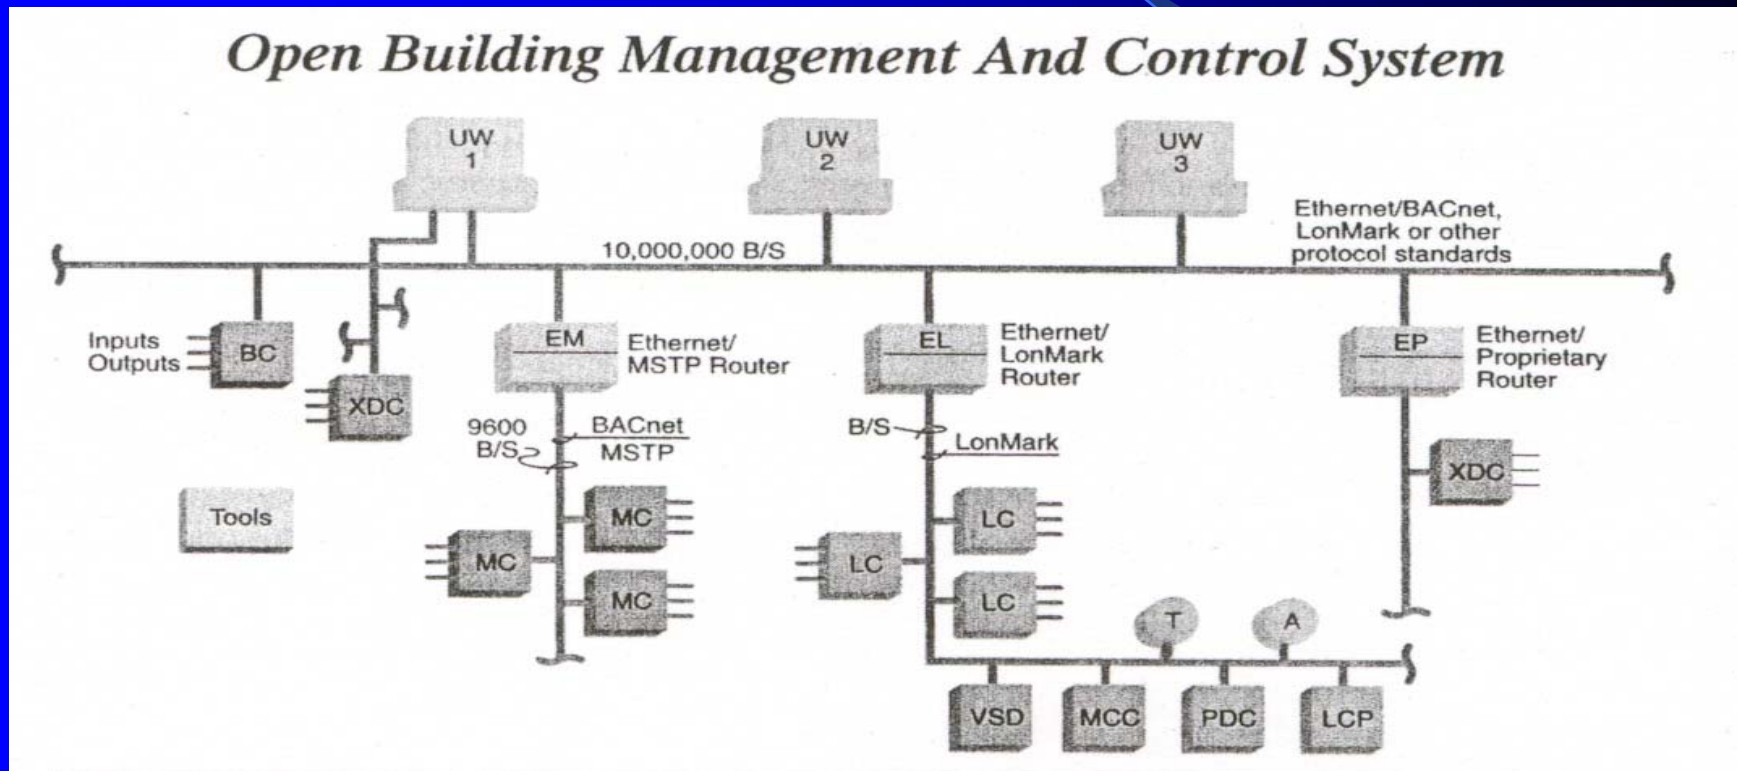 Open Building Management And Control System
UW
1
UW
2
UW
3
Ethernet/BACnet,
LonMark or other
protocol standards
10,000,000 B/S
Inputs
Outputs
BC
XDC
EM
Ethernet/
MSTP Router
EL
Ethernet/
LonMark
Router
EP
Ethernet/
Proprietary
Router
9600
B/S
BACnet
MSTP
B/S
LonMark
XDC
Tools
MC
MC
MC
LC
LC
LC
T
A
VSD
MCC
PDC
LCP